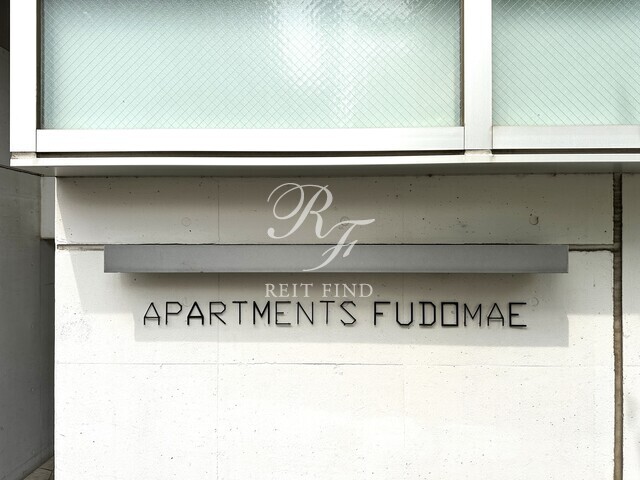 RF
REIT FIND
APARTMENTS FUDOMAE